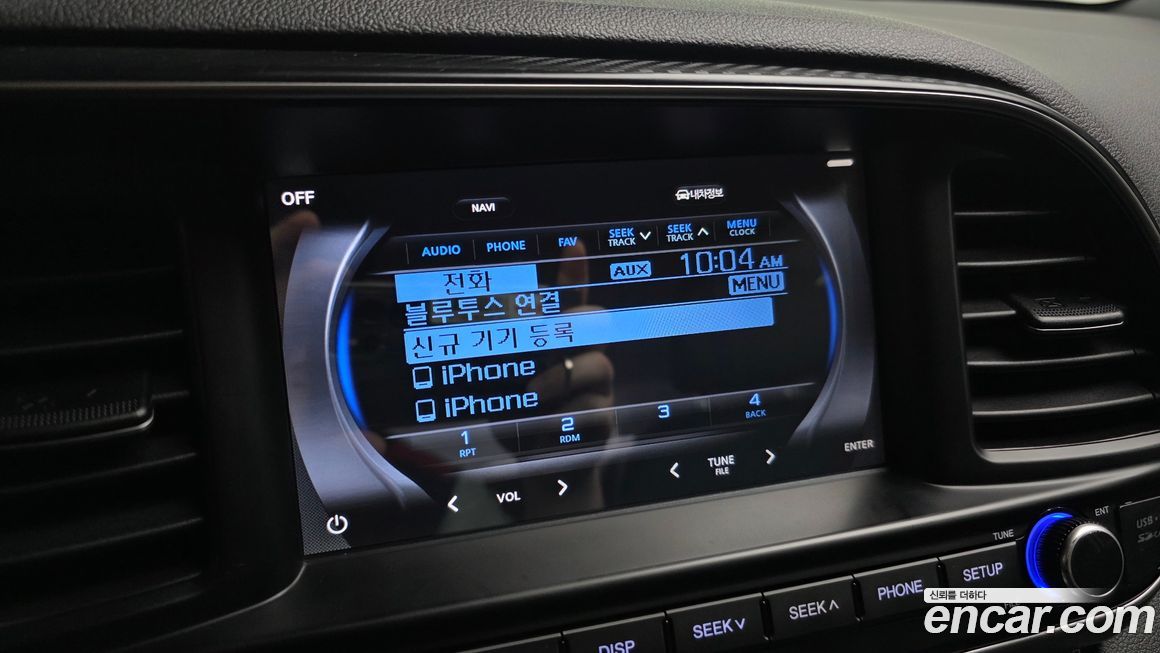 OFF
NAVI
내차정보
AUDIO PHONE FAV SEEK TRACK SEEK TRACK MENU CLOCK
전화 AUX 10:04 AM
블루투스 연결 MENU
신규 기기 등록
iPhone
iPhone
1 RPT 2 RDM 3 4 BACK
VOL TUNE FILE ENTER
TUNE ENT
USB
DISP SEEK SEEK PHONE SETUP
신뢰를 더하다
encar.com